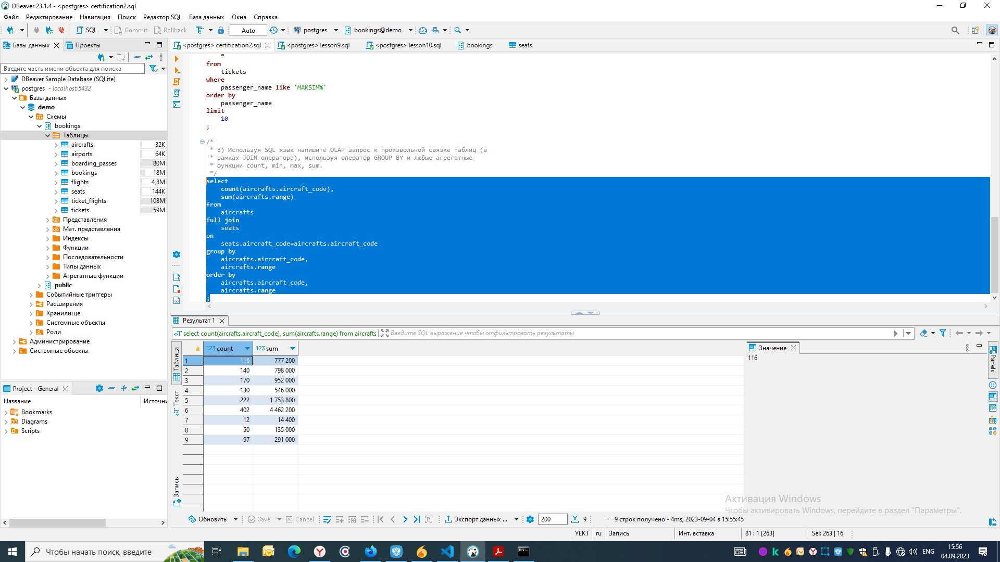 DBeaver 23.1.4 - <postgres> certification2.sql
Файл Редактирование Навигация Поиск Редактор SQL База данных Окна Справка
SQL Commit Rollback Auto postgres bookings@demo
Базы данных Проекты
<postgres> certification2.sql <postgres> lesson9.sql <postgres> lesson10.sql bookings seats
Введите часть имени объекта для поиска
DBeaver Sample Database (SQLite)
postgres - localhost:5432
Базы данных
demo
Схемы
bookings
Таблицы
aircrafts 32K
airports 64K
boarding_passes 80M
bookings 18M
flights 4,8M
seats 144K
ticket_flights 108M
tickets 59M
Представления
Мат. представления
Индексы
Функции
Последовательности
Типы данных
Агрегатные функции
public
Событийные триггеры
Расширения
Хранилище
Системные объекты
Роли
Администрирование
Системные объекты
*
from
tickets
where
passenger_name like 'MAKSIM%'
order by
passenger_name
limit
10
;
/*
* 3) Используя SQL язык напишите OLAP запрос к произвольной связке таблиц (в
* рамках JOIN оператора), используя оператор GROUP BY и любые агрегатные
* функции count, min, max, sum.
*/
select
count(aircrafts.aircraft_code),
sum(aircrafts.range)
from
aircrafts
full join
seats
on
seats.aircraft_code=aircrafts.aircraft_code
group by
aircrafts.aircraft_code,
aircrafts.range
order by
aircrafts.aircraft_code,
aircrafts.range
;
Project - General
Название Источни
Bookmarks
Diagrams
Scripts
Результат 1
select count(aircrafts.aircraft_code), sum(aircrafts.range) from aircrafts Введите SQL выражение чтобы отфильтровать результаты
Таблица
Текст
Запись
123 count 123 sum
1 116 777 200
2 140 798 000
3 170 952 000
4 130 546 000
5 222 1 753 800
6 402 4 462 200
7 12 14 400
8 50 135 000
9 97 291 000
Значение
116
Panels
Активация Windows
Чтобы активировать Windows, перейдите в раздел "Параметры".
Обновить Save Cancel Экспорт данных ... 200 9 ... 9 строк получено - 4ms, 2023-09-04 в 15:55:45
YEKT ru Запись Инт. вставка 81 : 1 [263] Sel: 263 | 16
Чтобы начать поиск, введите
ENG
15:56
04.09.2023